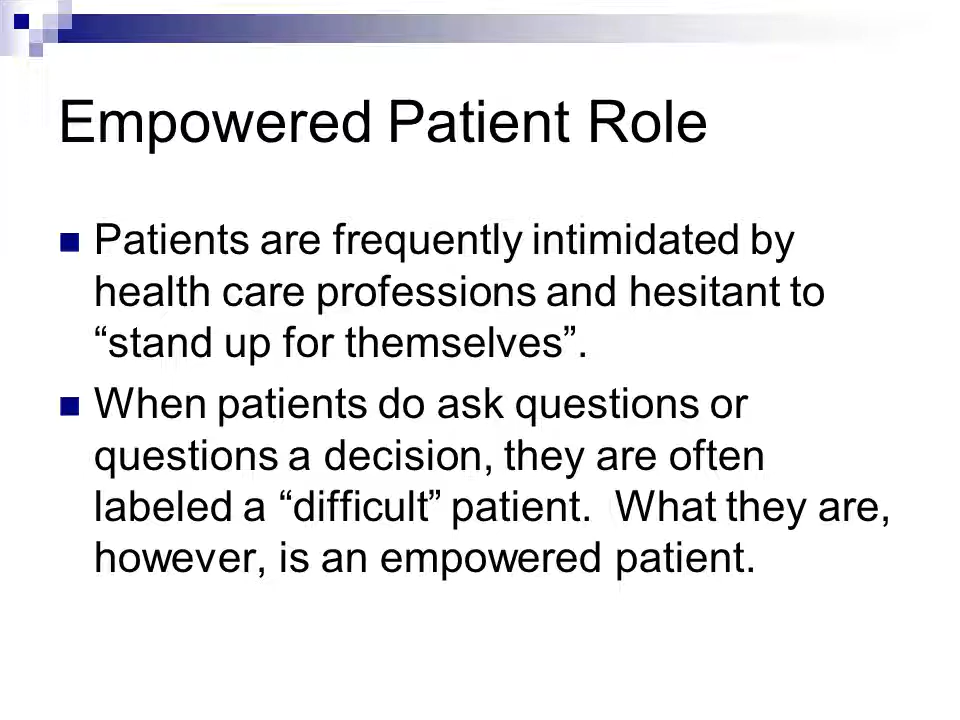 Empowered Patient Role
Patients are frequently intimidated by
health care professions and hesitant to
“stand up for themselves”.
When patients do ask questions or
questions a decision, they are often
labeled a “difficult” patient.  What they are,
however, is an empowered patient.